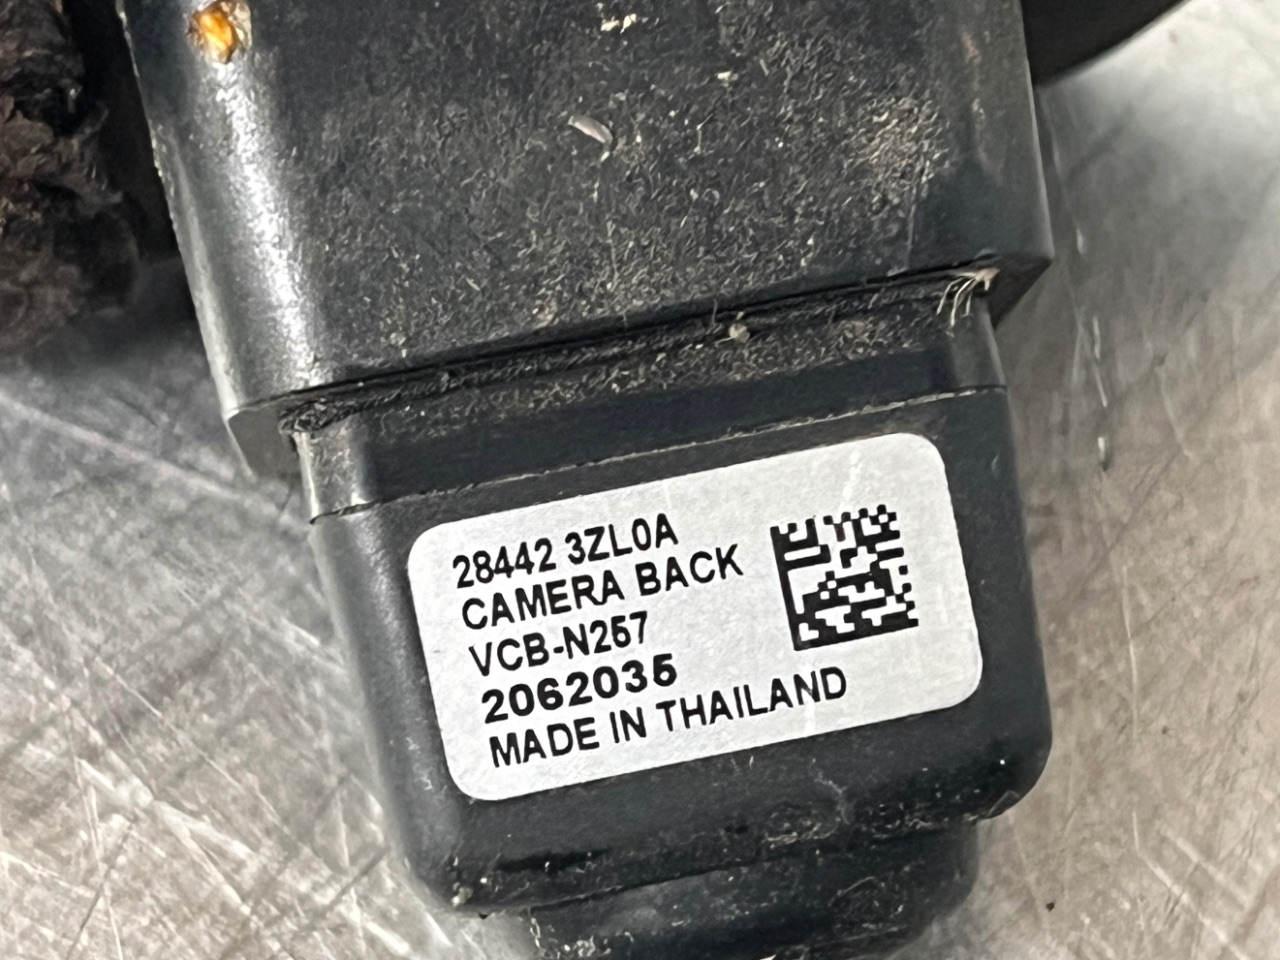 28442 3ZL0A
CAMERA BACK
VCB-N257
2062035
MADE IN THAILAND